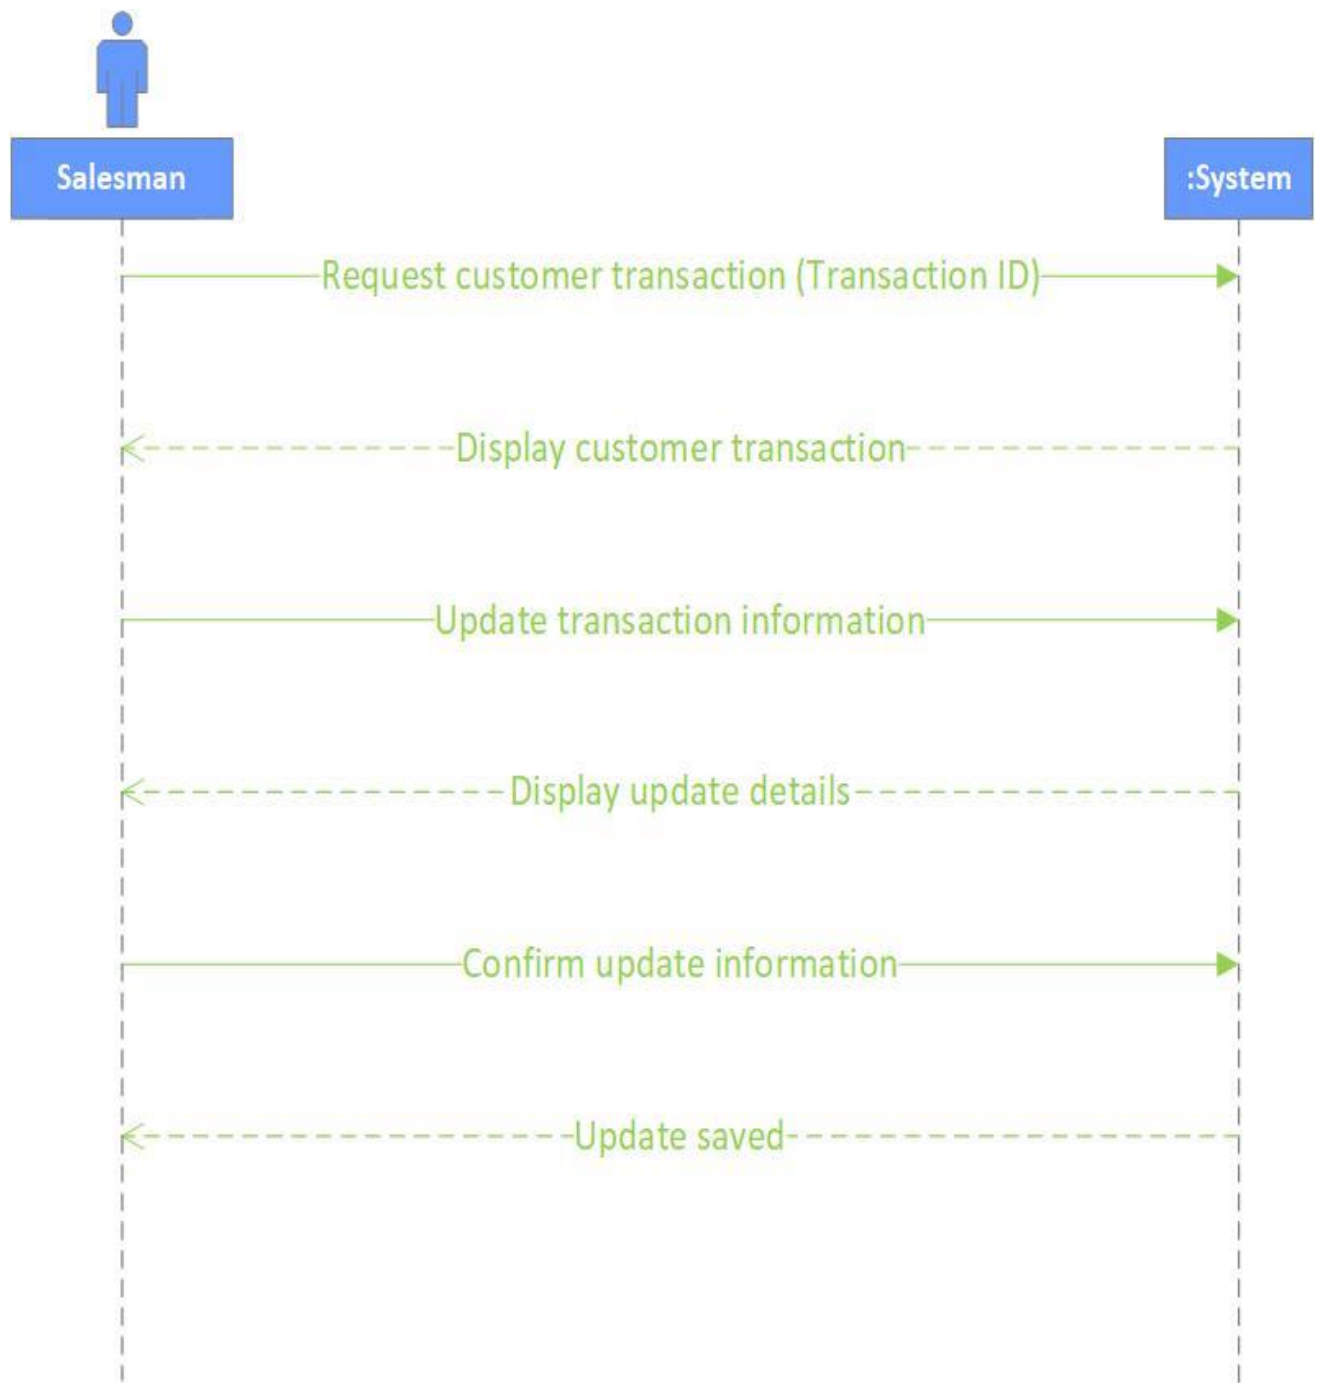 Salesman
:System
Request customer transaction (Transaction ID)
Display customer transaction
Update transaction information
Display update details
Confirm update information
Update saved